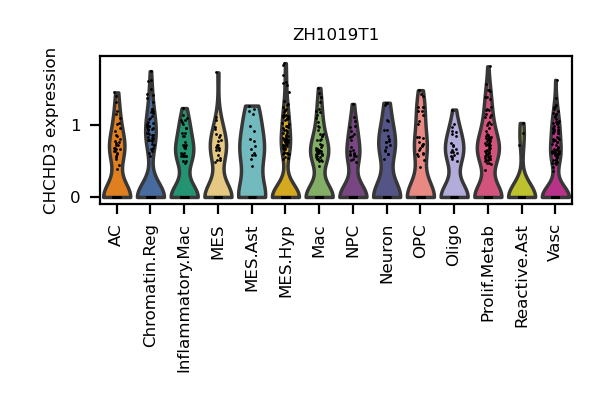 ZH1019T1
CHCHD3 expression
1
0
AC
Chromatin.Reg
Inflammatory.Mac
MES
MES.Ast
MES.Hyp
Mac
NPC
Neuron
OPC
Oligo
Prolif.Metab
Reactive.Ast
Vasc